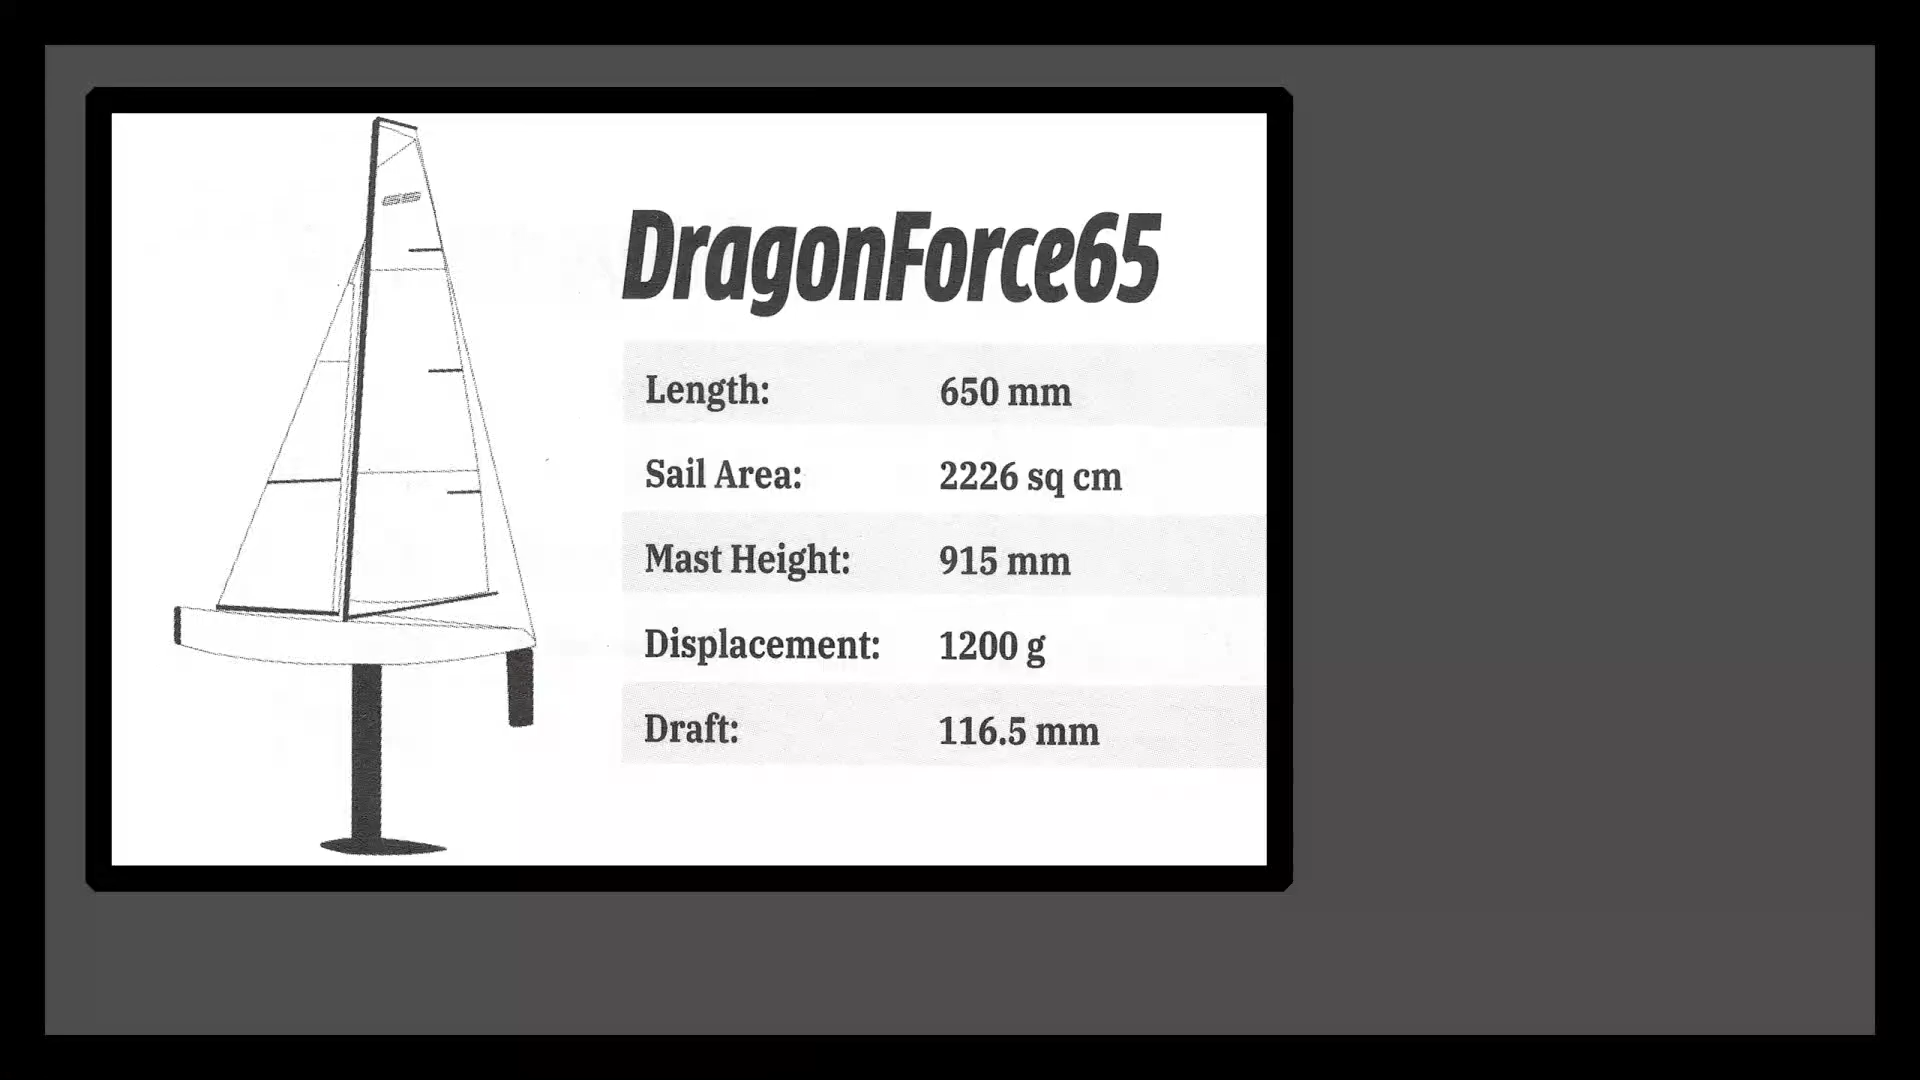 65
DragonForce65
Length: 650 mm
Sail Area: 2226 sq cm
Mast Height: 915 mm
Displacement: 1200 g
Draft: 116.5 mm